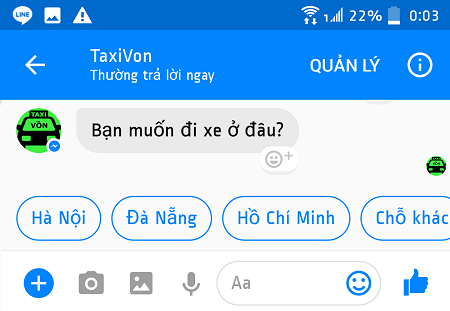 LINE
22% 0:03
TaxiVon
Thường trả lời ngay
QUẢN LÝ
TAXI
VÕN
Bạn muốn đi xe ở đâu?
Hà Nội
Đà Nẵng
Hồ Chí Minh
Chỗ khác
Aa